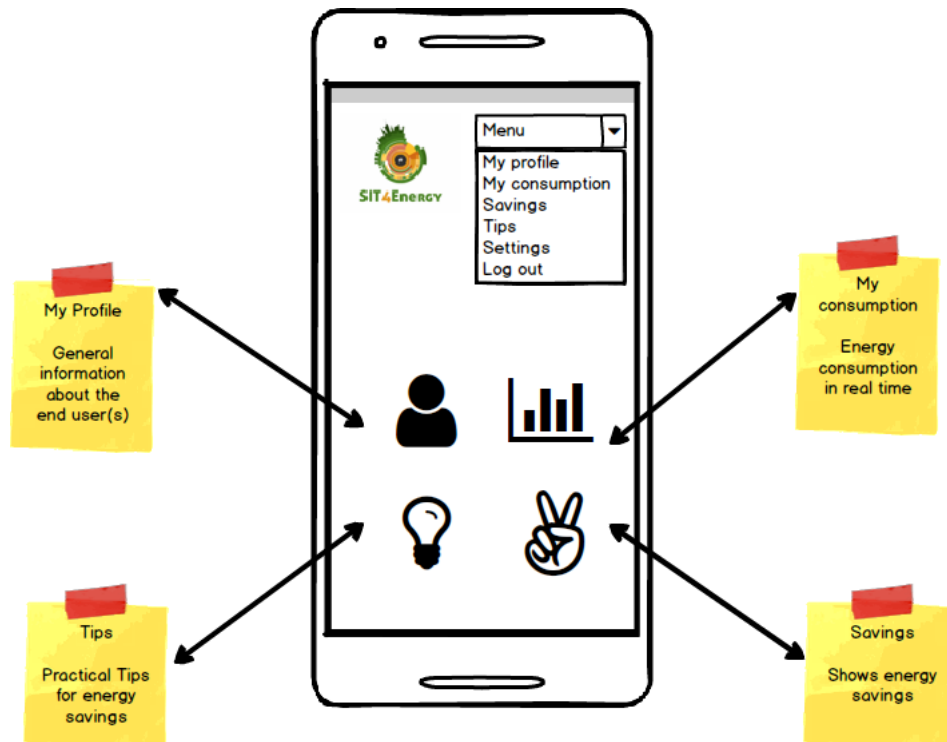 Menu
My profile
My consumption
Savings
Tips
Settings
Log out
SIT4ENERGY
My Profile
General
information
about the
end user(s)
My
consumption
Energy
consumption
in real time
Tips
Practical Tips
for energy
savings
Savings
Shows energy
savings